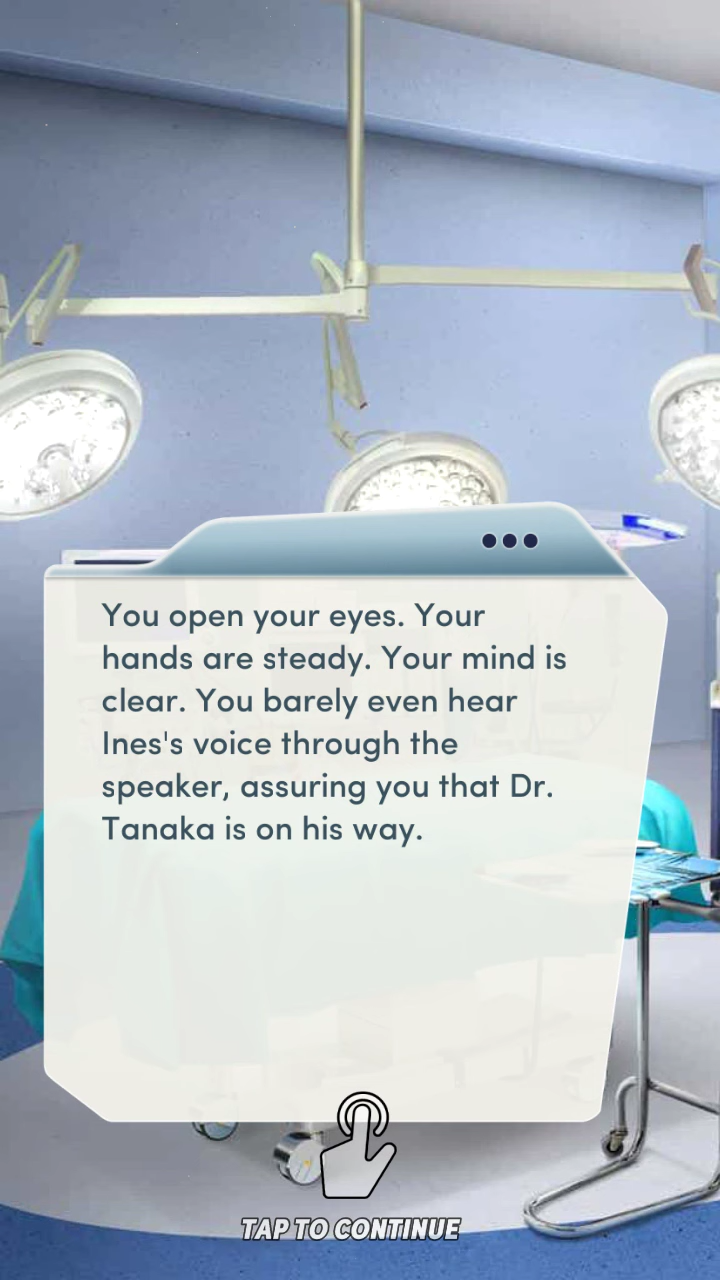 You open your eyes. Your
hands are steady. Your mind is
clear. You barely even hear
Ines's voice through the
speaker, assuring you that Dr.
Tanaka is on his way.
TAP TO CONTINUE